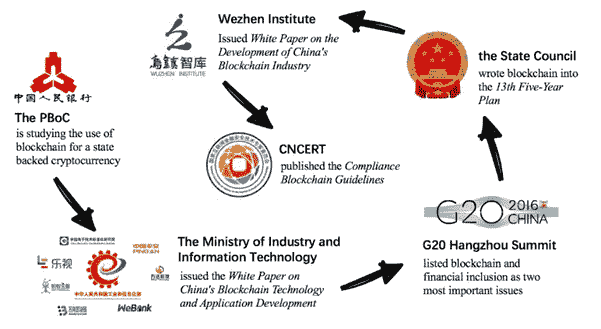 中国人民银行
The PBoC
is studying the use of
blockchain for a state
backed cryptocurrency
乐视
WeBank
The Ministry of Industry and
Information Technology
issued the White Paper on
China's Blockchain Technology
and Application Development
G20 2016 CHINA
G20 Hangzhou Summit
listed blockchain and
financial inclusion as two
most important issues
the State Council
wrote blockchain into
the 13th Five-Year
Plan
乌镇智库
WUZHEN INSTITUTE
Wezhen Institute
Issued White Paper on the
Development of China's
Blockchain Industry
CNCERT
published the Compliance
Blockchain Guidelines